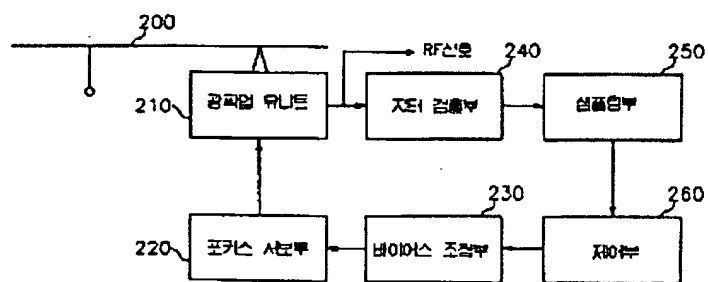 200
RF신호
240
250
210
광픽업 유니트
지터 검출부
샘플링부
230
260
220
포커스 서보부
바이어스 조정부
제어부